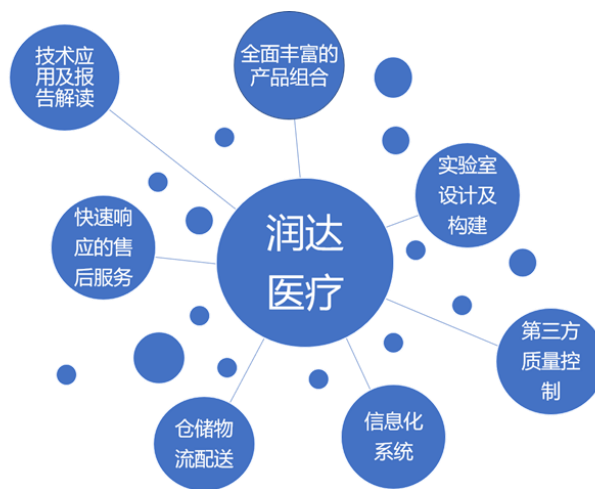 技术应
用及报
告解读
全面丰富的
产品组合
实验室
设计及
构建
快速响
应的售
后服务
润达
医疗
第三方
质量控
制
仓储物
流配送
信息化
系统